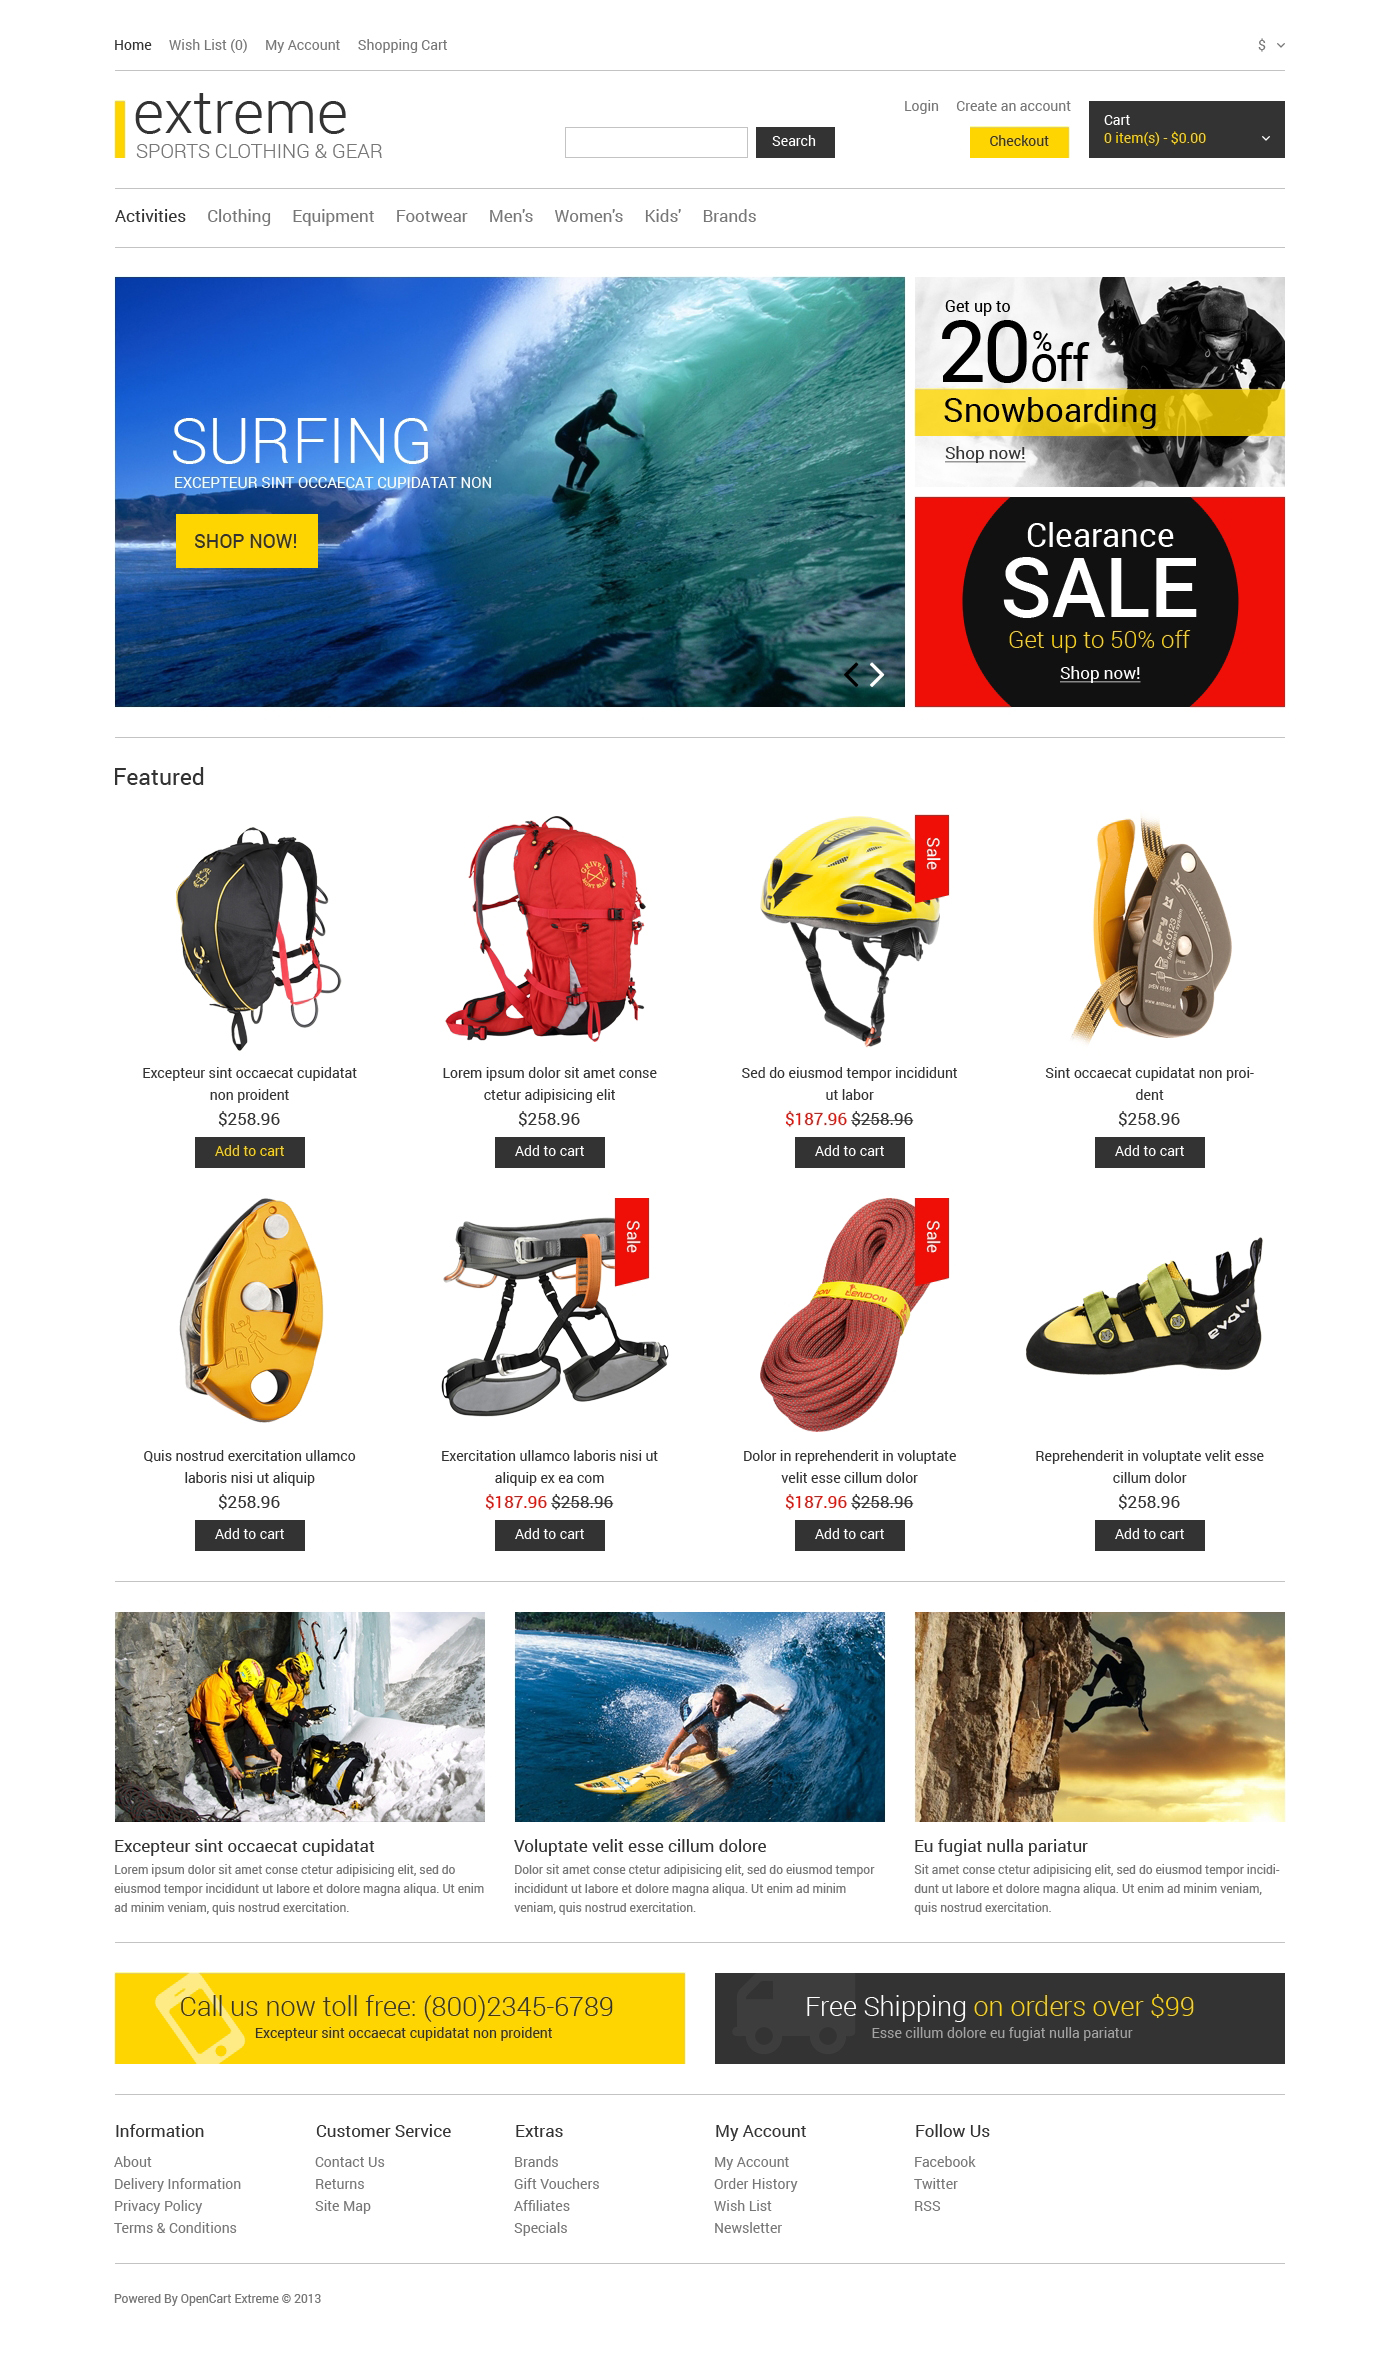 Home Wish List (0) My Account Shopping Cart $
extreme
SPORTS CLOTHING & GEAR
Search
Login Create an account
Checkout
Cart
0 item(s) - $0.00
Activities Clothing Equipment Footwear Men's Women's Kids' Brands
SURFING
EXCEPTEUR SINT OCCAECAT CUPIDATAT NON
SHOP NOW!
Get up to
20% off
Snowboarding
Shop now!
Clearance
SALE
Get up to 50% off
Shop now!
Featured
Sale
GRIVEL
MONT BLANC
Excepteur sint occaecat cupidatat
non proident
$258.96
Add to cart
Lorem ipsum dolor sit amet conse
ctetur adipisicing elit
$258.96
Add to cart
Sed do eiusmod tempor incididunt
ut labor
$187.96 $258.96
Add to cart
Sint occaecat cupidatat non proi-
dent
$258.96
Add to cart
Sale
Sale
evolv
Quis nostrud exercitation ullamco
laboris nisi ut aliquip
$258.96
Add to cart
Exercitation ullamco laboris nisi ut
aliquip ex ea com
$187.96 $258.96
Add to cart
Dolor in reprehenderit in voluptate
velit esse cillum dolor
$187.96 $258.96
Add to cart
Reprehenderit in voluptate velit esse
cillum dolor
$258.96
Add to cart
Excepteur sint occaecat cupidatat
Lorem ipsum dolor sit amet conse ctetur adipisicing elit, sed do
eiusmod tempor incididunt ut labore et dolore magna aliqua. Ut enim
ad minim veniam, quis nostrud exercitation.
Voluptate velit esse cillum dolore
Dolor sit amet conse ctetur adipisicing elit, sed do eiusmod tempor
incididunt ut labore et dolore magna aliqua. Ut enim ad minim
veniam, quis nostrud exercitation.
Eu fugiat nulla pariatur
Sit amet conse ctetur adipisicing elit, sed do eiusmod tempor incidi-
dunt ut labore et dolore magna aliqua. Ut enim ad minim veniam,
quis nostrud exercitation.
Call us now toll free: (800)2345-6789
Excepteur sint occaecat cupidatat non proident
Free Shipping on orders over $99
Esse cillum dolore eu fugiat nulla pariatur
Information
About
Delivery Information
Privacy Policy
Terms & Conditions
Customer Service
Contact Us
Returns
Site Map
Extras
Brands
Gift Vouchers
Affiliates
Specials
My Account
My Account
Order History
Wish List
Newsletter
Follow Us
Facebook
Twitter
RSS
Powered By OpenCart Extreme © 2013